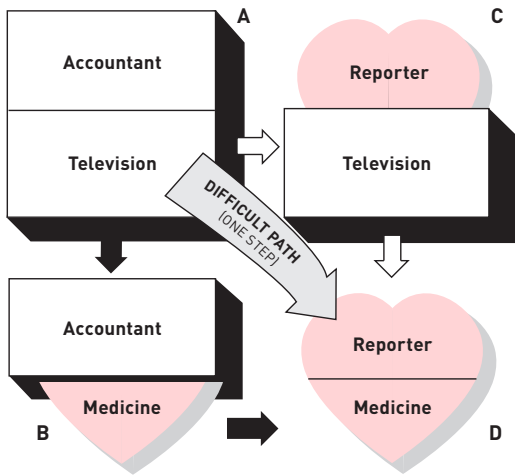 A
Accountant
Television
C
Reporter
Television
DIFFICULT PATH
(ONE STEP)
Accountant
Medicine
B
Reporter
Medicine
D